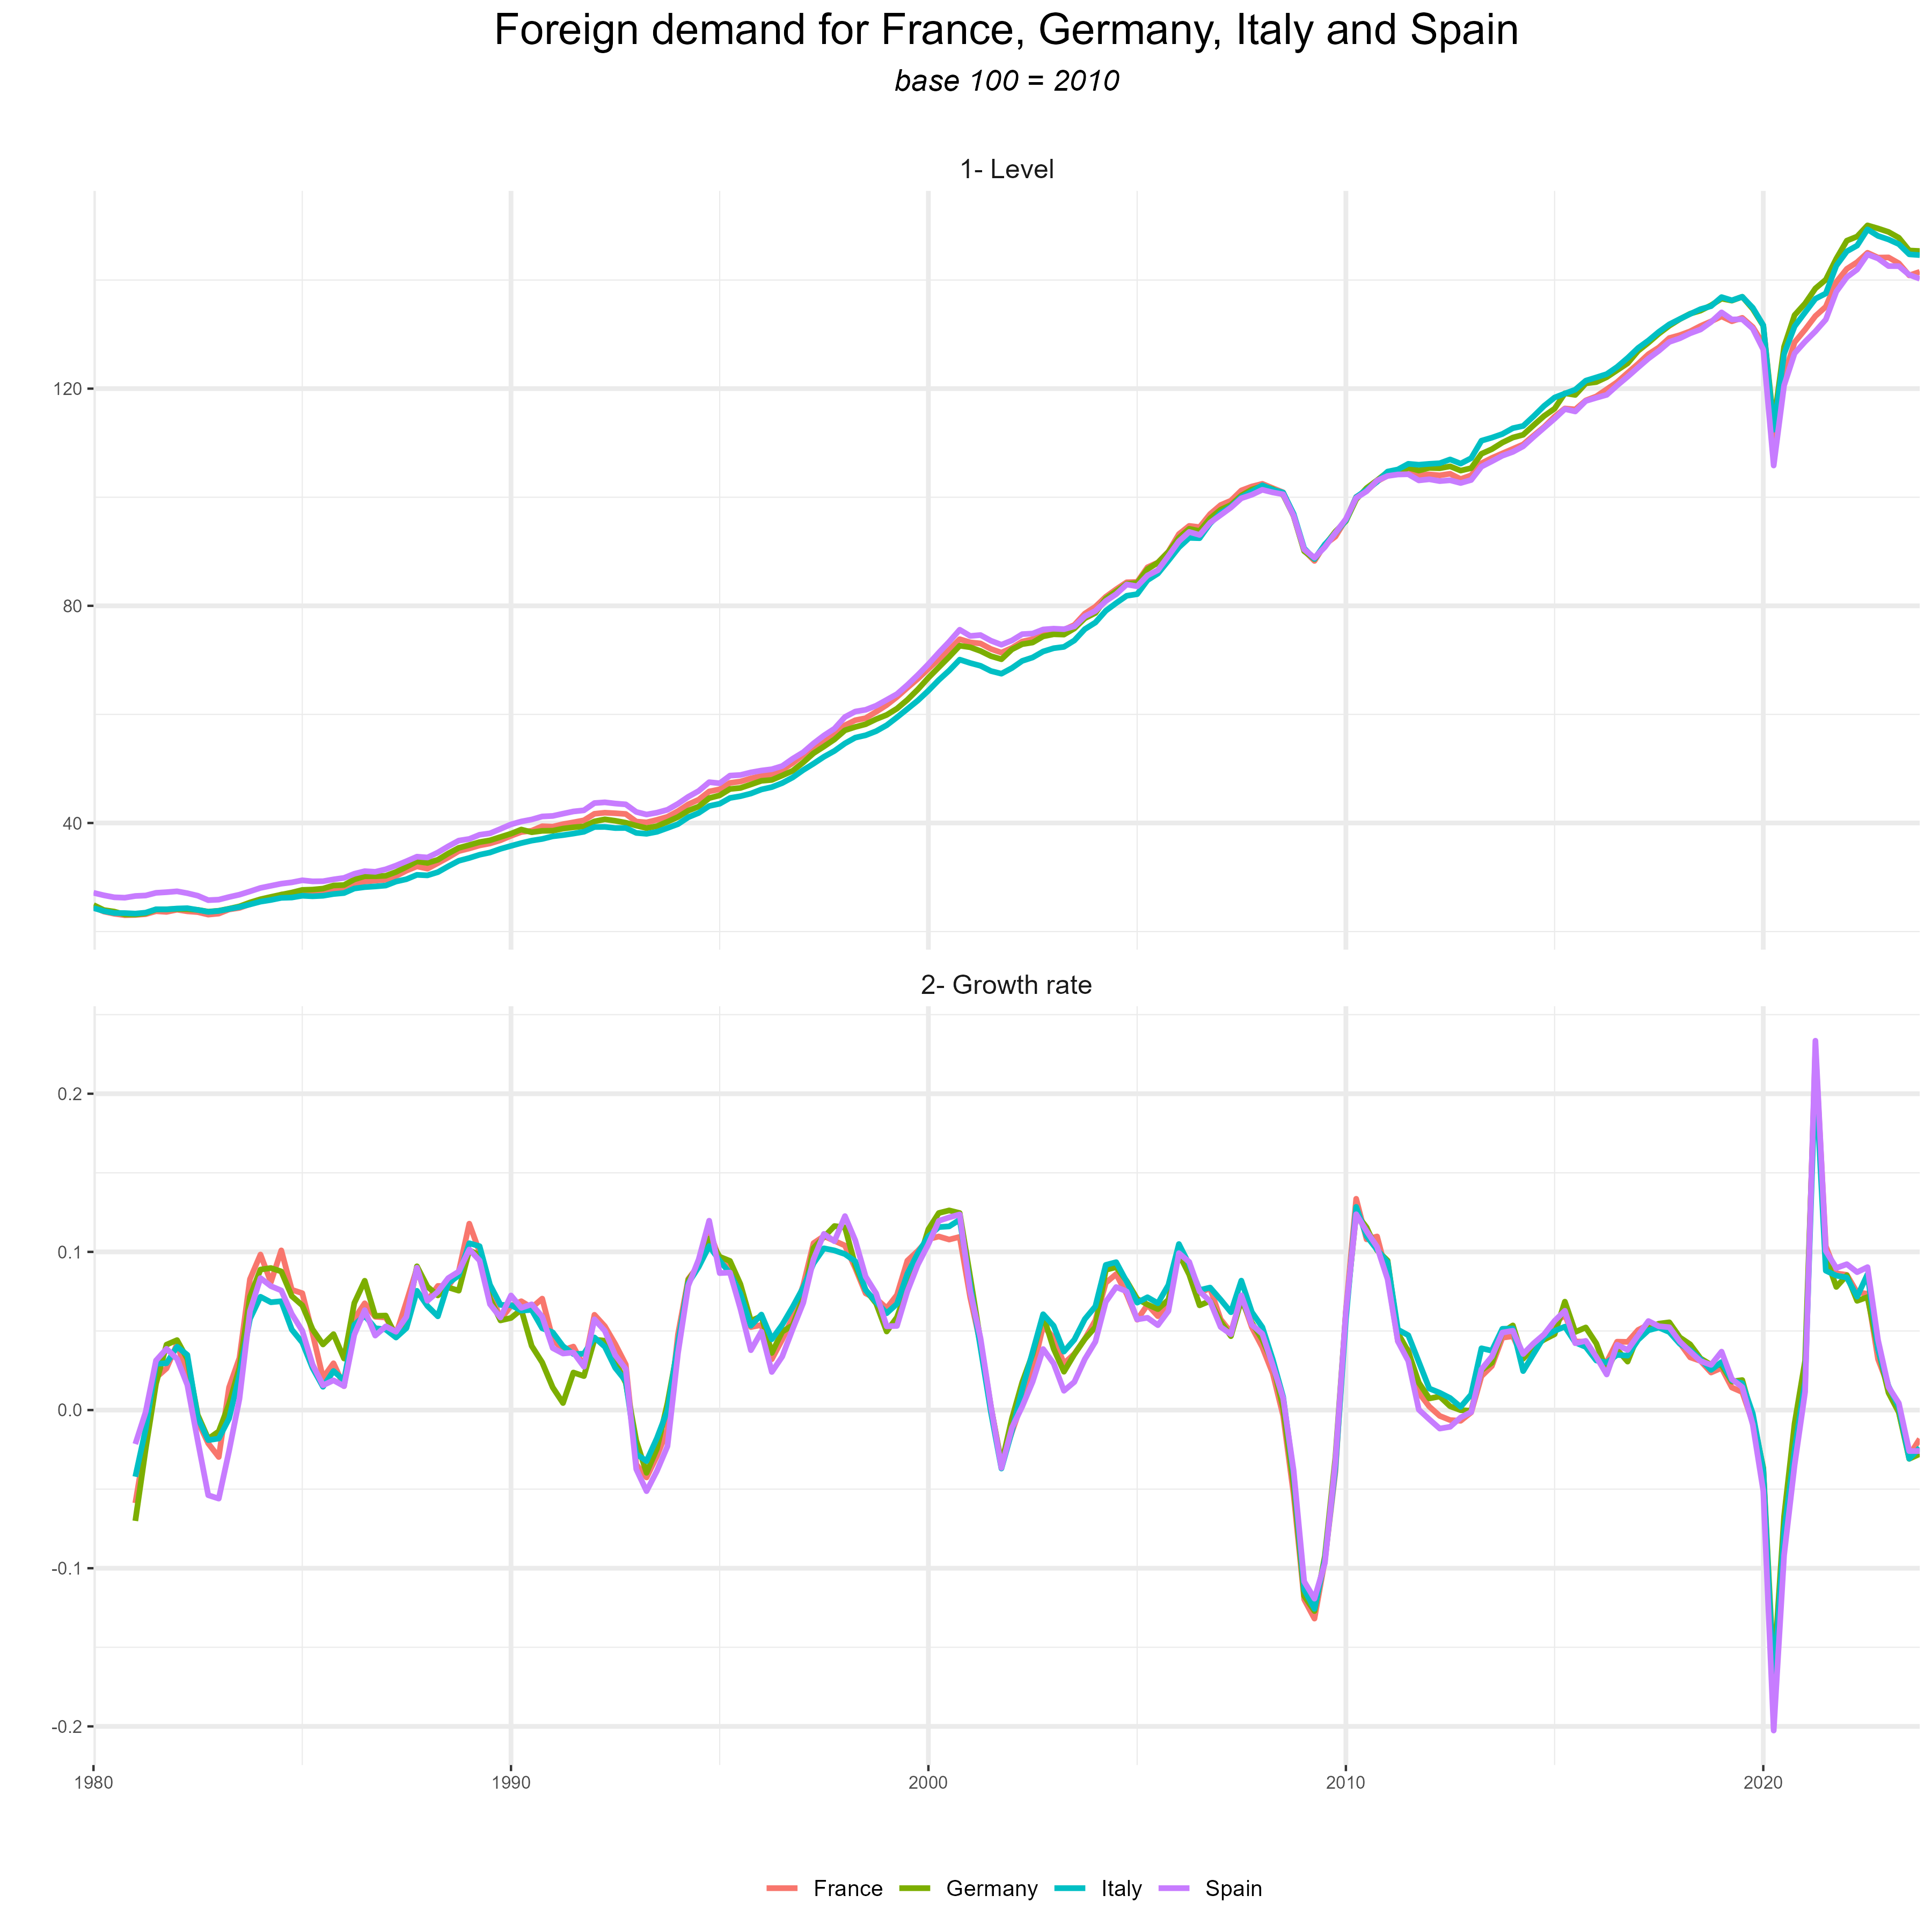 Foreign demand for France, Germany, Italy and Spain
base 100 = 2010
1- Level
120
80
40
2- Growth rate
0.2
0.1
0.0
-0.1
-0.2
1980 1990 2000 2010 2020
France Germany Italy Spain